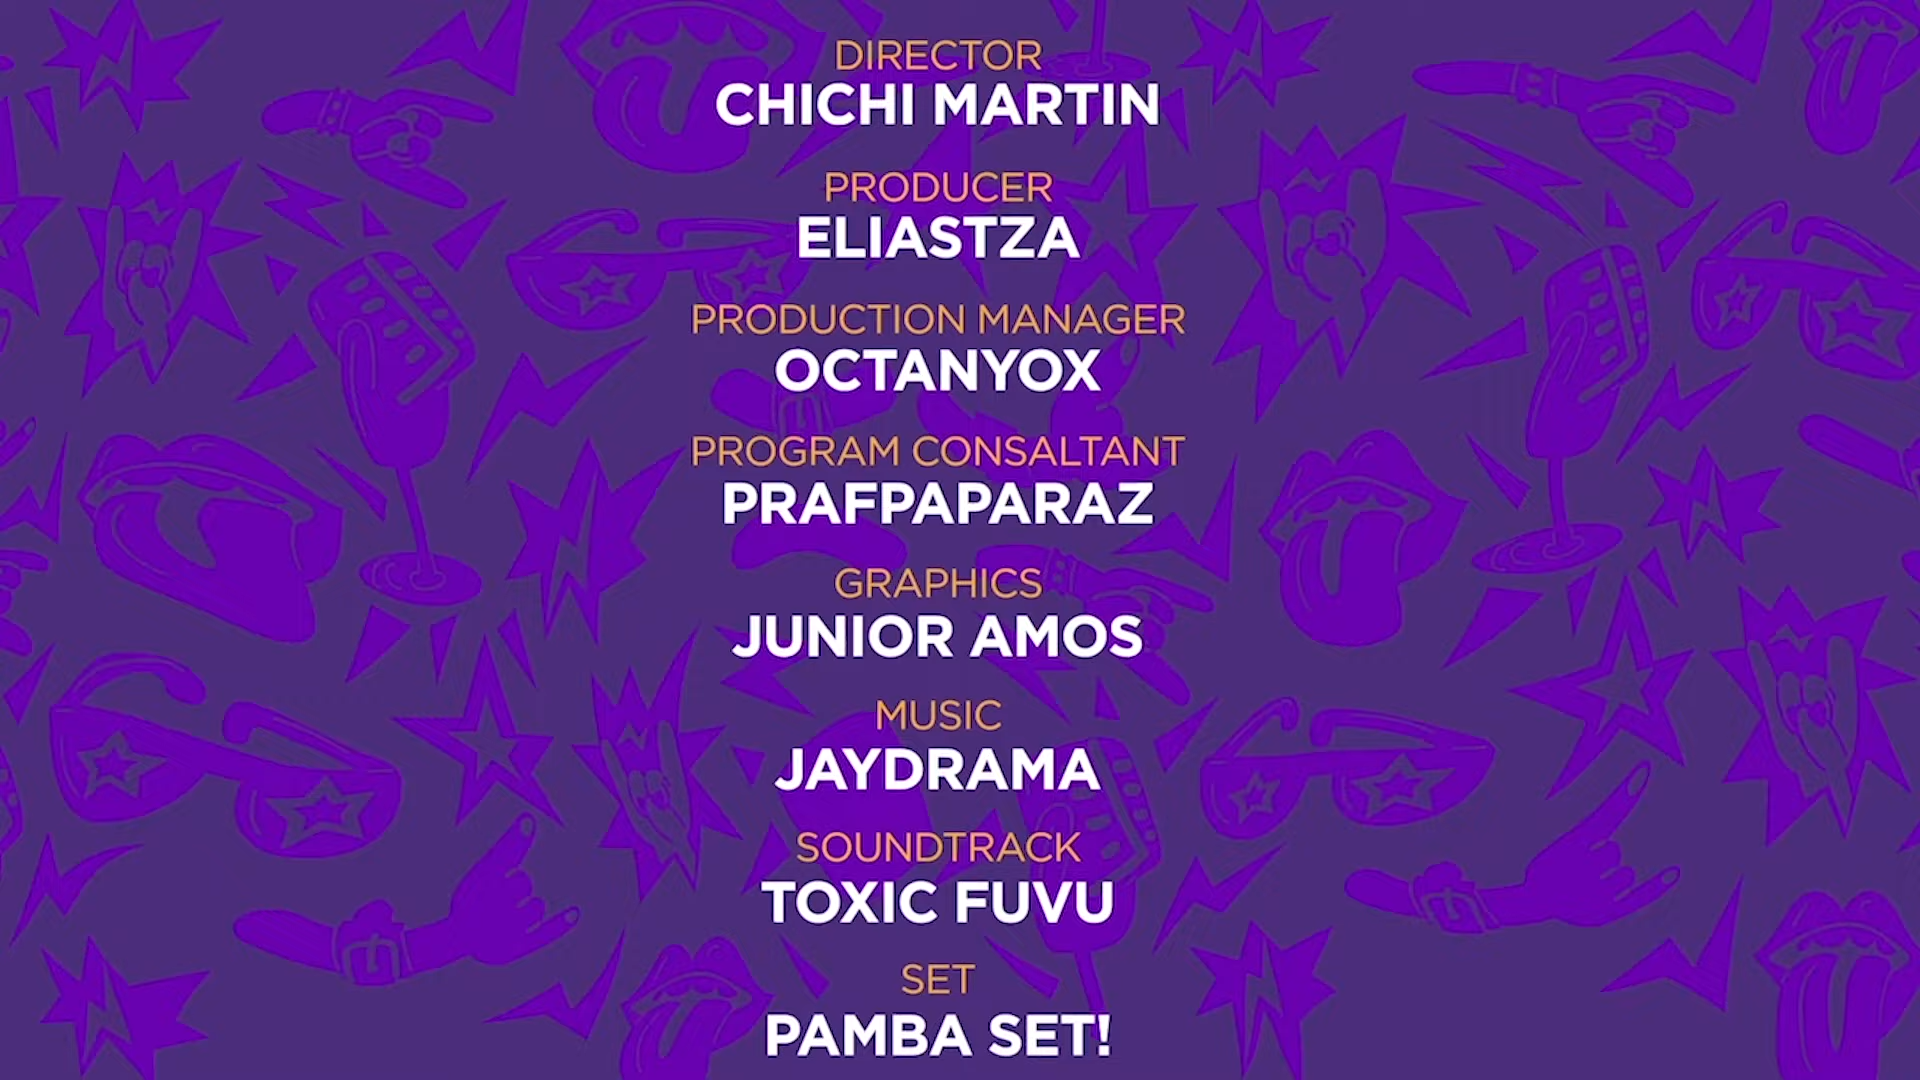 DIRECTOR
CHICHI MARTIN
PRODUCER
ELIASTZA
PRODUCTION MANAGER
OCTANYOX
PROGRAM CONSALTANT
PRAFPAPARAZ
GRAPHICS
JUNIOR AMOS
MUSIC
JAYDRAMA
SOUNDTRACK
TOXIC FUVU
SET
PAMBA SET!